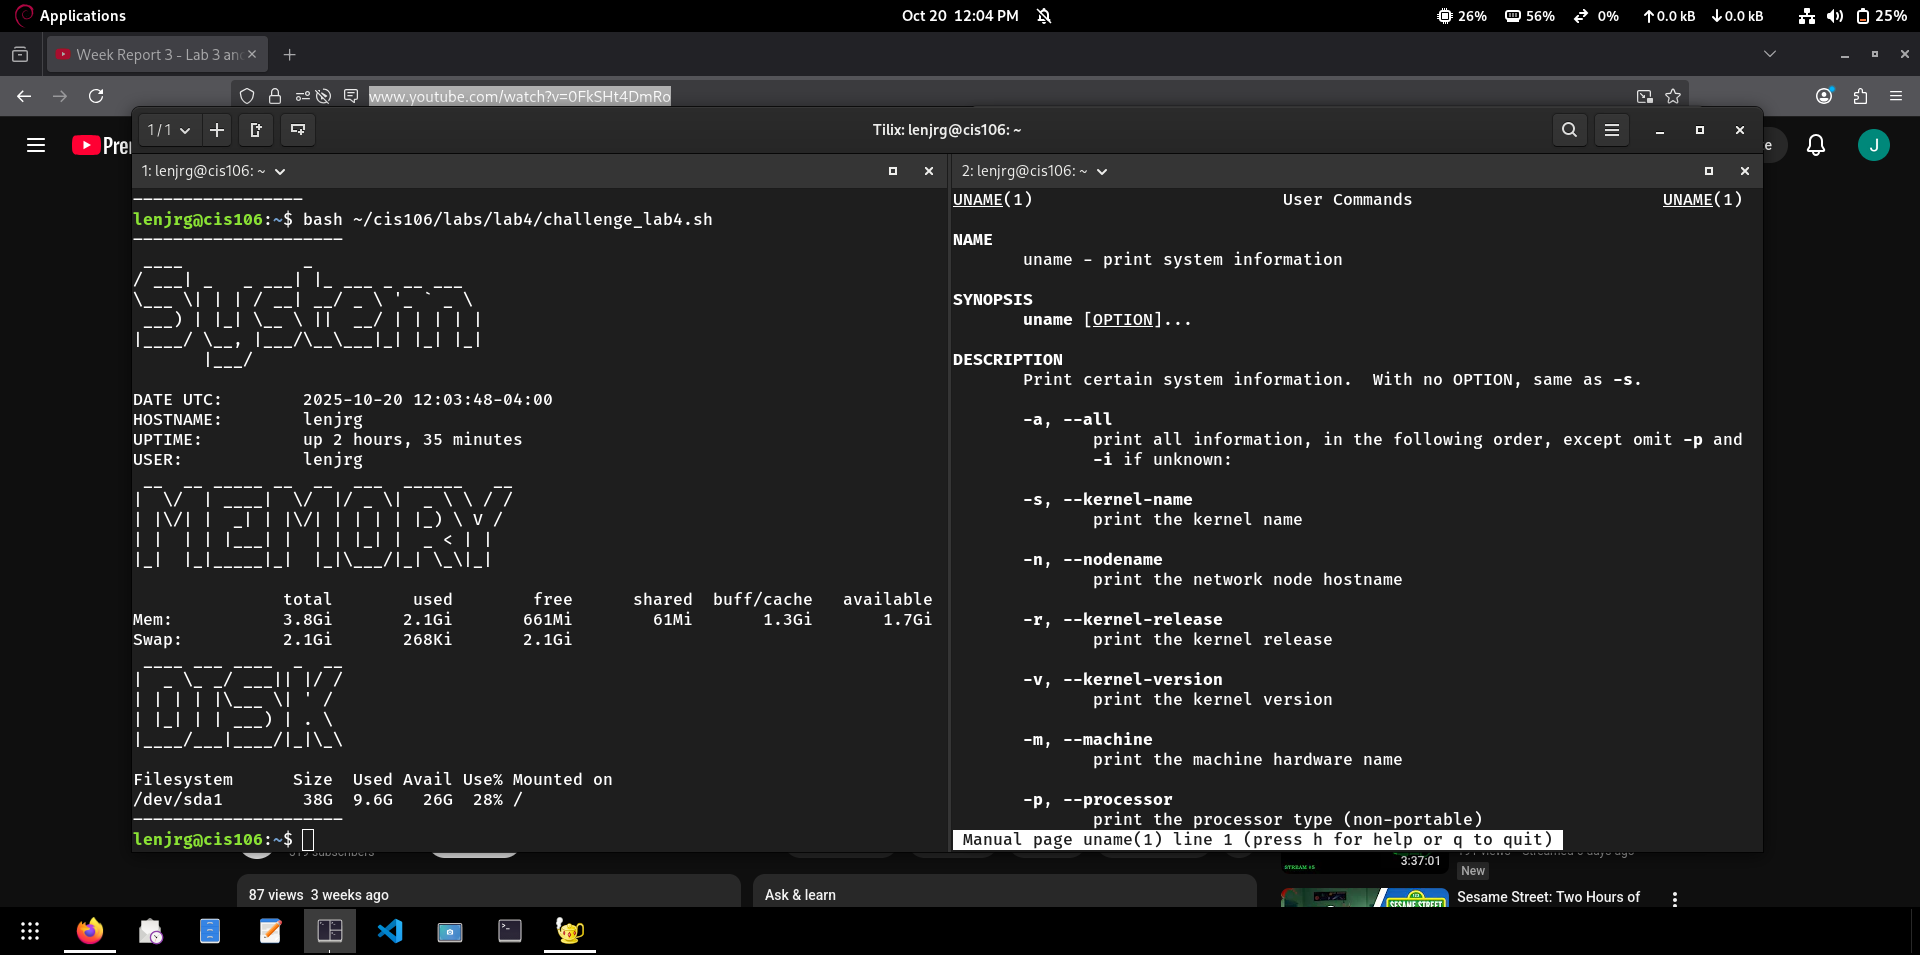 Applications
Oct 20 12:04 PM
26% 56% 0% 0.0 kB 0.0 kB 25%
Week Report 3 - Lab 3 an
www.youtube.com/watch?v=0FkSHt4DmRo
1 / 1
Tilix: lenjrg@cis106: ~
Pre
J
1: lenjrg@cis106: ~
lenjrg@cis106:~$ bash ~/cis106/labs/lab4/challenge_lab4.sh
System
DATE UTC: 2025-10-20 12:03:48-04:00
HOSTNAME: lenjrg
UPTIME: up 2 hours, 35 minutes
USER: lenjrg
MEMORY
total used free shared buff/cache available
Mem: 3.8Gi 2.1Gi 661Mi 61Mi 1.3Gi 1.7Gi
Swap: 2.1Gi 268Ki 2.1Gi
DISK
Filesystem Size Used Avail Use% Mounted on
/dev/sda1 38G 9.6G 26G 28% /
lenjrg@cis106:~$
2: lenjrg@cis106: ~
UNAME(1) User Commands UNAME(1)
NAME
uname - print system information
SYNOPSIS
uname [OPTION]...
DESCRIPTION
Print certain system information. With no OPTION, same as -s.
-a, --all
print all information, in the following order, except omit -p and
-i if unknown:
-s, --kernel-name
print the kernel name
-n, --nodename
print the network node hostname
-r, --kernel-release
print the kernel release
-v, --kernel-version
print the kernel version
-m, --machine
print the machine hardware name
-p, --processor
print the processor type (non-portable)
Manual page uname(1) line 1 (press h for help or q to quit)
87 views 3 weeks ago
Ask & learn
STREAM #5
3:37:01
New
SESAME STREET
Sesame Street: Two Hours of